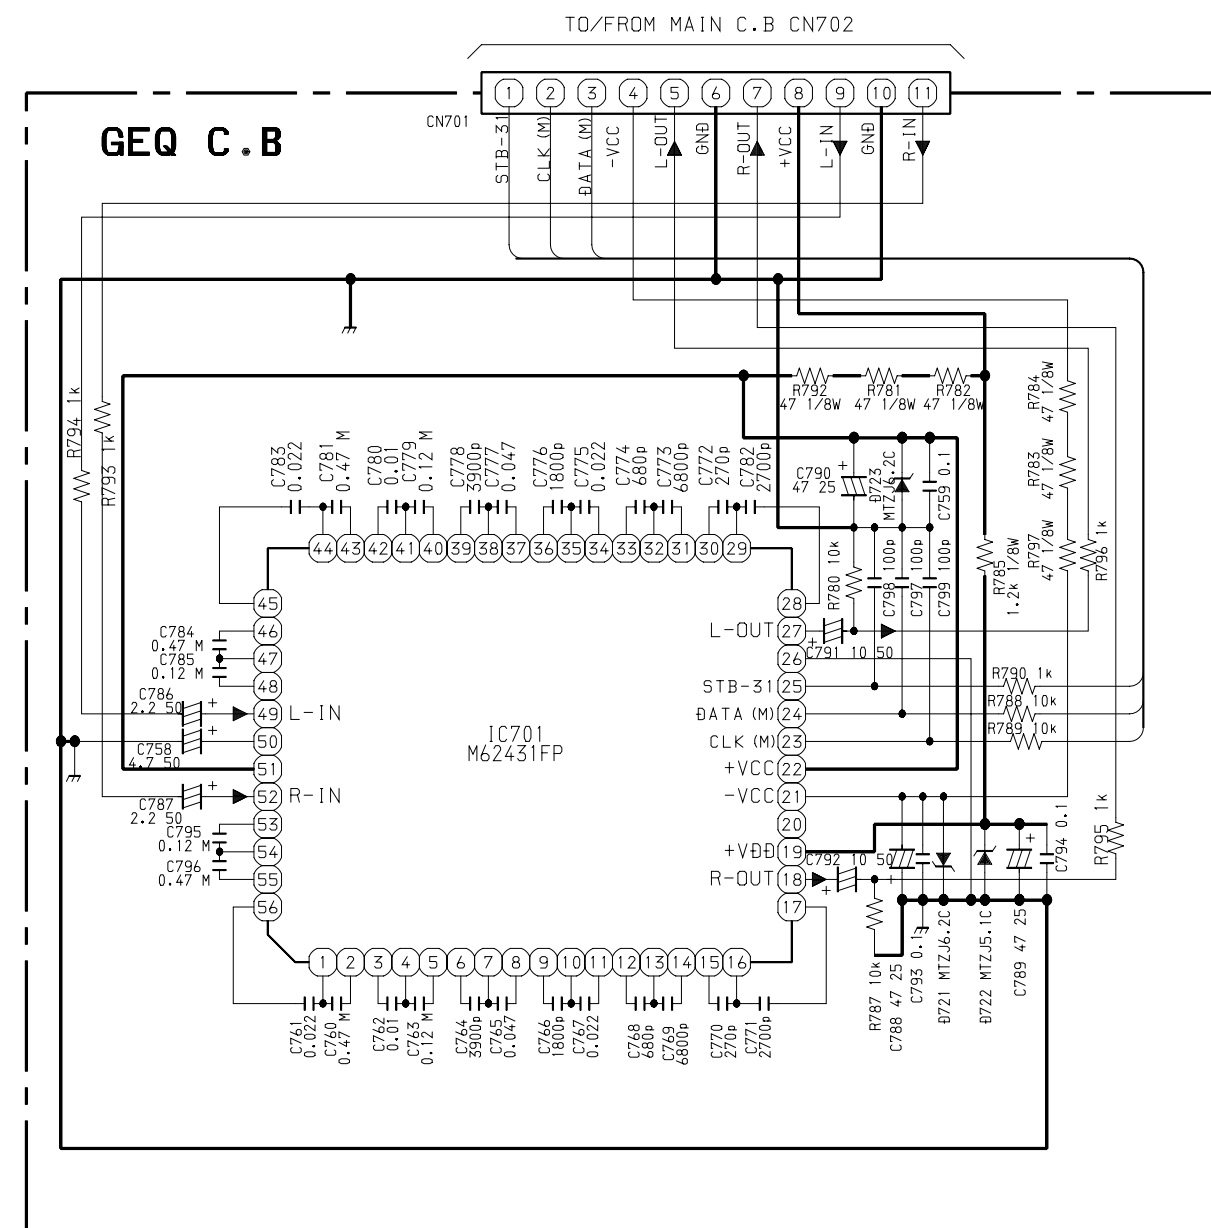 TO/FROM MAIN C.B CN702
1 2 3 4 5 6 7 8 9 10 11
CN701
GEQ C.B
STB-31
CLK (M)
DATA (M)
-VCC
L-OUT
GND
R-OUT
+VCC
L-IN
GND
R-IN
R792
47 1/8W
R781
47 1/8W
R782
47 1/8W
R784
47 1/8W
R783
47 1/8W
R797
47 1/8W
R796 1k
R785
1.2k 1/8W
R794 1k
R793 1k
C783
0.022
C781
0.47 M
C780
0.01
C779
0.12 M
C778
3900p
C777
0.047
C776
1800p
C775
0.022
C774
680p
C773
6800p
C772
270p
C782
2700p
C790
47 25
D723
MTZJ6.2C
C759 0.1
R780 10k
C798 100p
C797 100p
C799 100p
44 43 42 41 40 39 38 37 36 35 34 33 32 31 30 29
45
46
47
48
49
50
51
52
53
54
55
56
28
27
26
25
24
23
22
21
20
19
18
17
C784
0.47 M
C785
0.12 M
C786
2.2 50
C758
4.7 50
C787
2.2 50
C795
0.12 M
C796
0.47 M
L-IN
R-IN
IC701
M62431FP
L-OUT
STB-31
DATA (M)
CLK (M)
+VCC
-VCC
+VDD
R-OUT
C791 10 50
R790 1k
R788 10k
R789 10k
C792 10 50
C794 0.1
R795 1k
R787 10k
C788 47 25
C793 0.1
D721 MTZJ6.2C
D722 MTZJ5.1C
C789 47 25
1 2 3 4 5 6 7 8 9 10 11 12 13 14 15 16
C761
0.022
C760
0.47 M
C762
0.01
C763
0.12 M
C764
3900p
C765
0.047
C766
1800p
C767
0.022
C768
680p
C769
6800p
C770
270p
C771
2700p